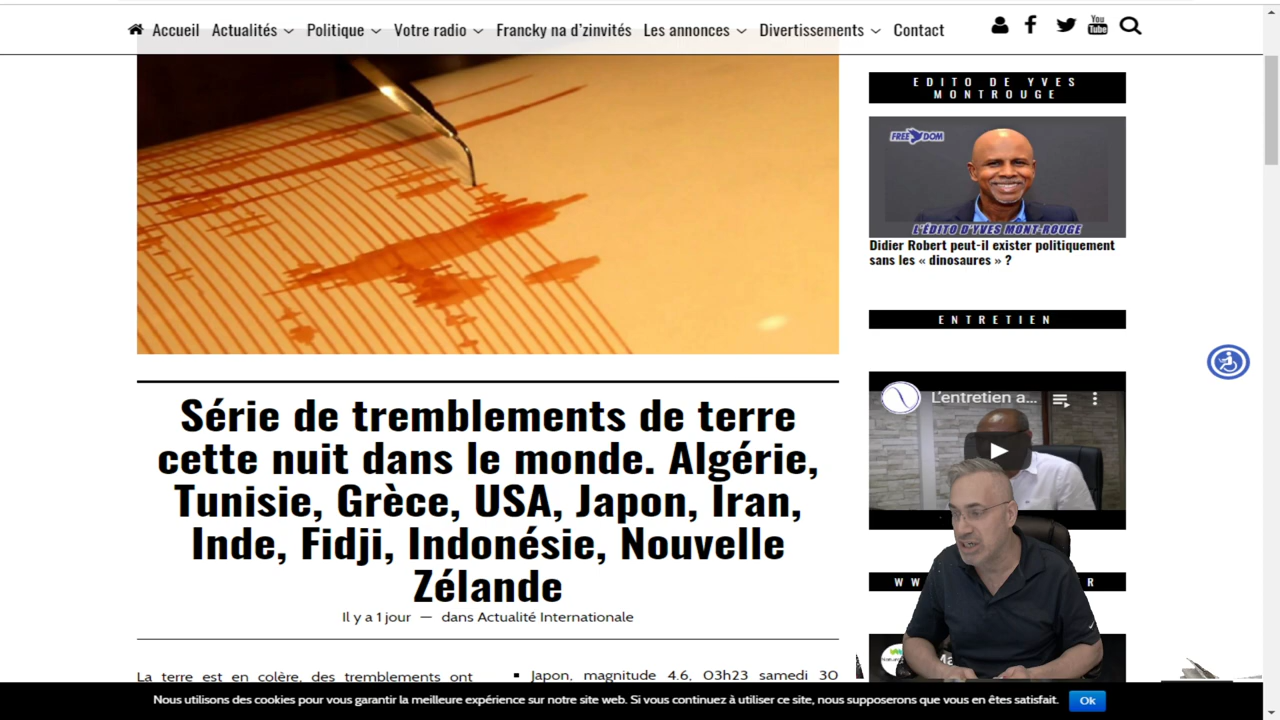 Accueil Actualités Politique Votre radio Francky na d'zinvités Les annonces Divertissements Contact
You
Tube
EDITO DE YVES
MONTROUGE
FREE DOM
L'ÉDITO D'YVES MONT-ROUGE
Didier Robert peut-il exister politiquement
sans les « dinosaures » ?
ENTRETIEN
L'entretien a...
Série de tremblements de terre
cette nuit dans le monde. Algérie,
Tunisie, Grèce, USA, Japon, Iran,
Inde, Fidji, Indonésie, Nouvelle
Zélande
Il y a 1 jour — dans Actualité Internationale
La terre est en colère, des tremblements ont
Japon, magnitude 4.6, 03h23 samedi 30
Nous utilisons des cookies pour vous garantir la meilleure expérience sur notre site web. Si vous continuez à utiliser ce site, nous supposerons que vous en êtes satisfait. Ok